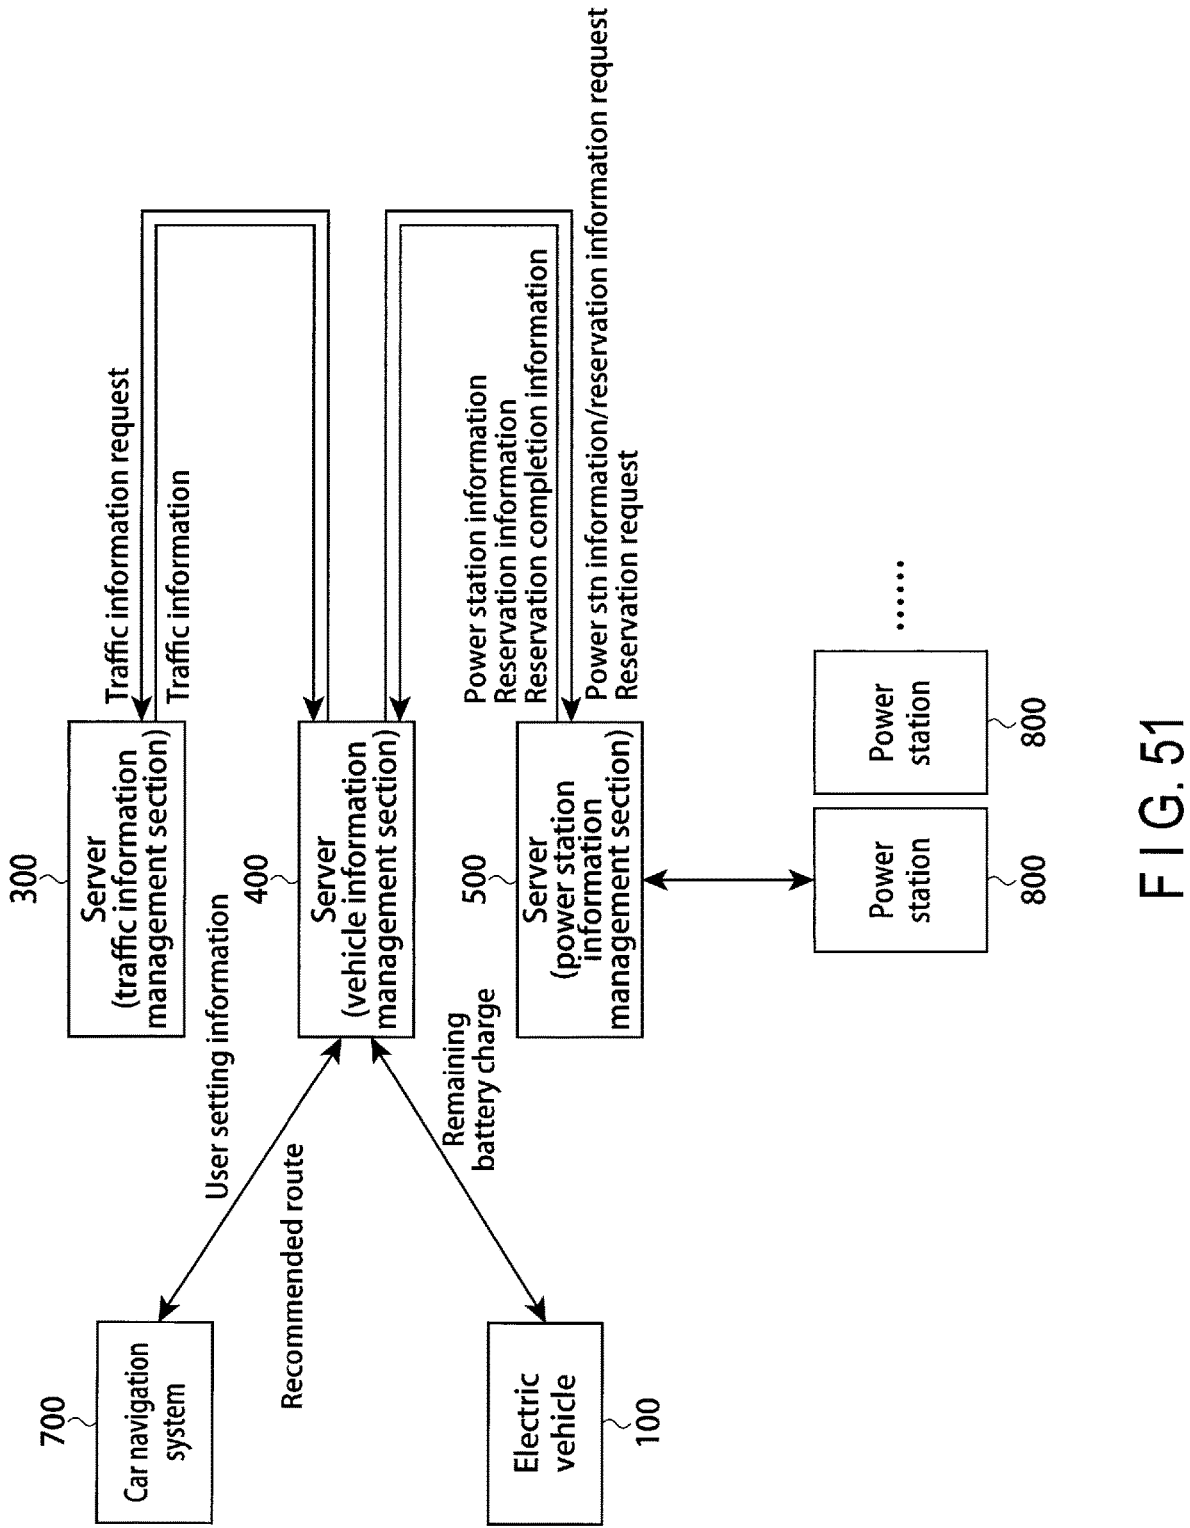 700
Car navigation
system
User setting information
Recommended route
Electric
vehicle
100
Remaining
battery charge
300
Server
(traffic information
management section)
Traffic information request
Traffic information
400
Server
(vehicle information
management section)
500
Server
(power station
information
management section)
Power station information
Reservation information
Reservation completion information
Power stn information/reservation information request
Reservation request
Power
station
800
Power
station
800
......
FIG. 51